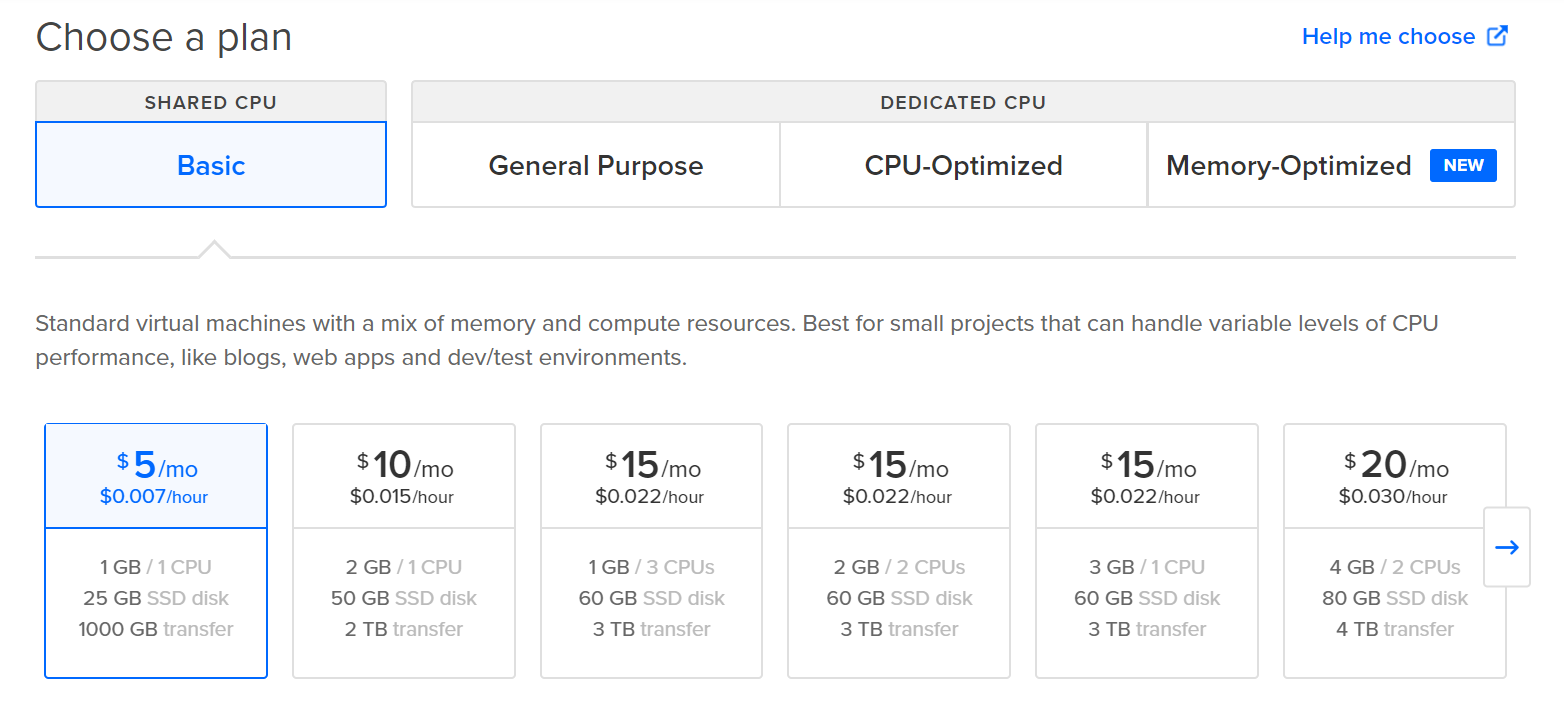 Choose a plan
Help me choose
SHARED CPU
DEDICATED CPU
Basic
General Purpose
CPU-Optimized
Memory-Optimized NEW
Standard virtual machines with a mix of memory and compute resources. Best for small projects that can handle variable levels of CPU
performance, like blogs, web apps and dev/test environments.
$5/mo
$0.007/hour
1 GB / 1 CPU
25 GB SSD disk
1000 GB transfer
$10/mo
$0.015/hour
2 GB / 1 CPU
50 GB SSD disk
2 TB transfer
$15/mo
$0.022/hour
1 GB / 3 CPUs
60 GB SSD disk
3 TB transfer
$15/mo
$0.022/hour
2 GB / 2 CPUs
60 GB SSD disk
3 TB transfer
$15/mo
$0.022/hour
3 GB / 1 CPU
60 GB SSD disk
3 TB transfer
$20/mo
$0.030/hour
4 GB / 2 CPUs
80 GB SSD disk
4 TB transfer